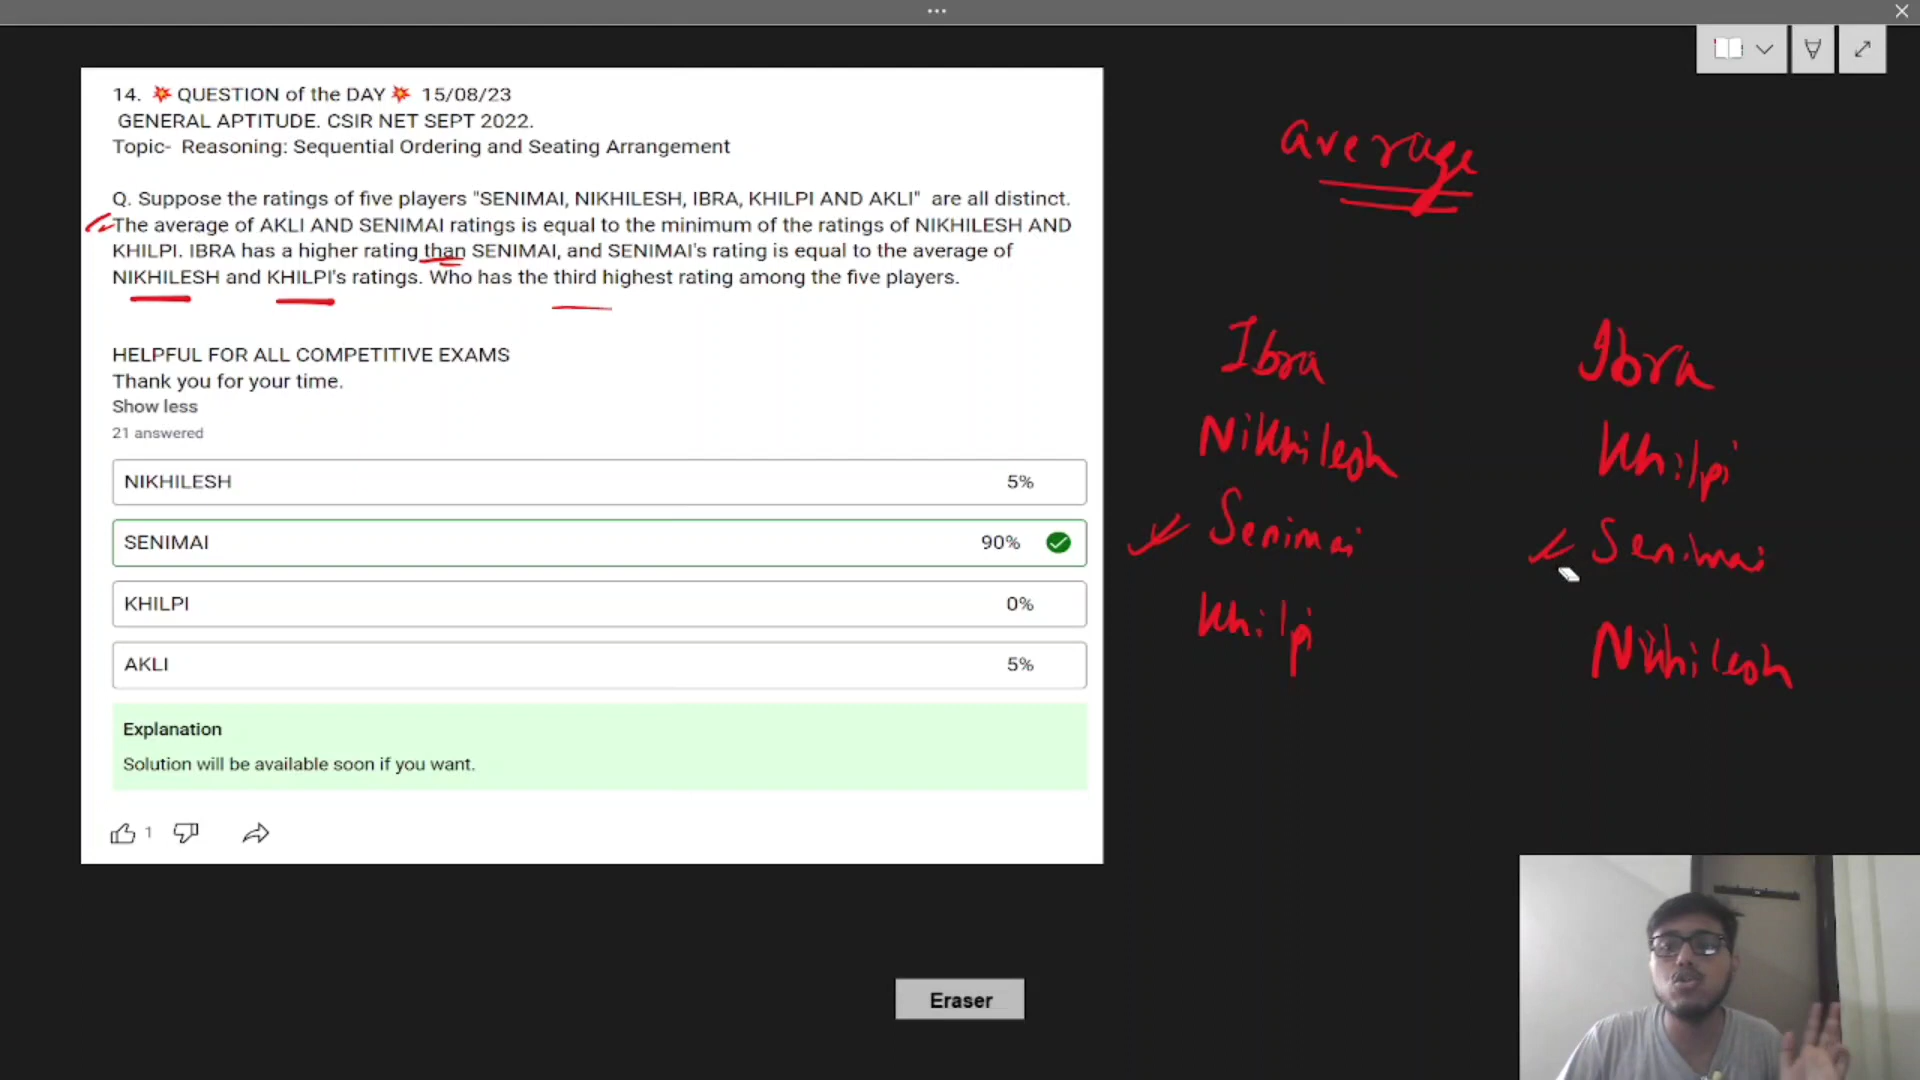 14. 💥 QUESTION of the DAY 💥 15/08/23
GENERAL APTITUDE. CSIR NET SEPT 2022.
Topic- Reasoning: Sequential Ordering and Seating Arrangement
Q. Suppose the ratings of five players "SENIMAI, NIKHILESH, IBRA, KHILPI AND AKLI" are all distinct.
The average of AKLI AND SENIMAI ratings is equal to the minimum of the ratings of NIKHILESH AND
KHILPI. IBRA has a higher rating than SENIMAI, and SENIMAI's rating is equal to the average of
NIKHILESH and KHILPI's ratings. Who has the third highest rating among the five players.
HELPFUL FOR ALL COMPETITIVE EXAMS
Thank you for your time.
Show less
21 answered
NIKHILESH 5%
SENIMAI 90%
KHILPI 0%
AKLI 5%
Explanation
Solution will be available soon if you want.
1
average
Ibra
Nikhilesh
Senimai
Khilpi
Ibra
Khilpi
Senimai
Nikhilesh
Eraser